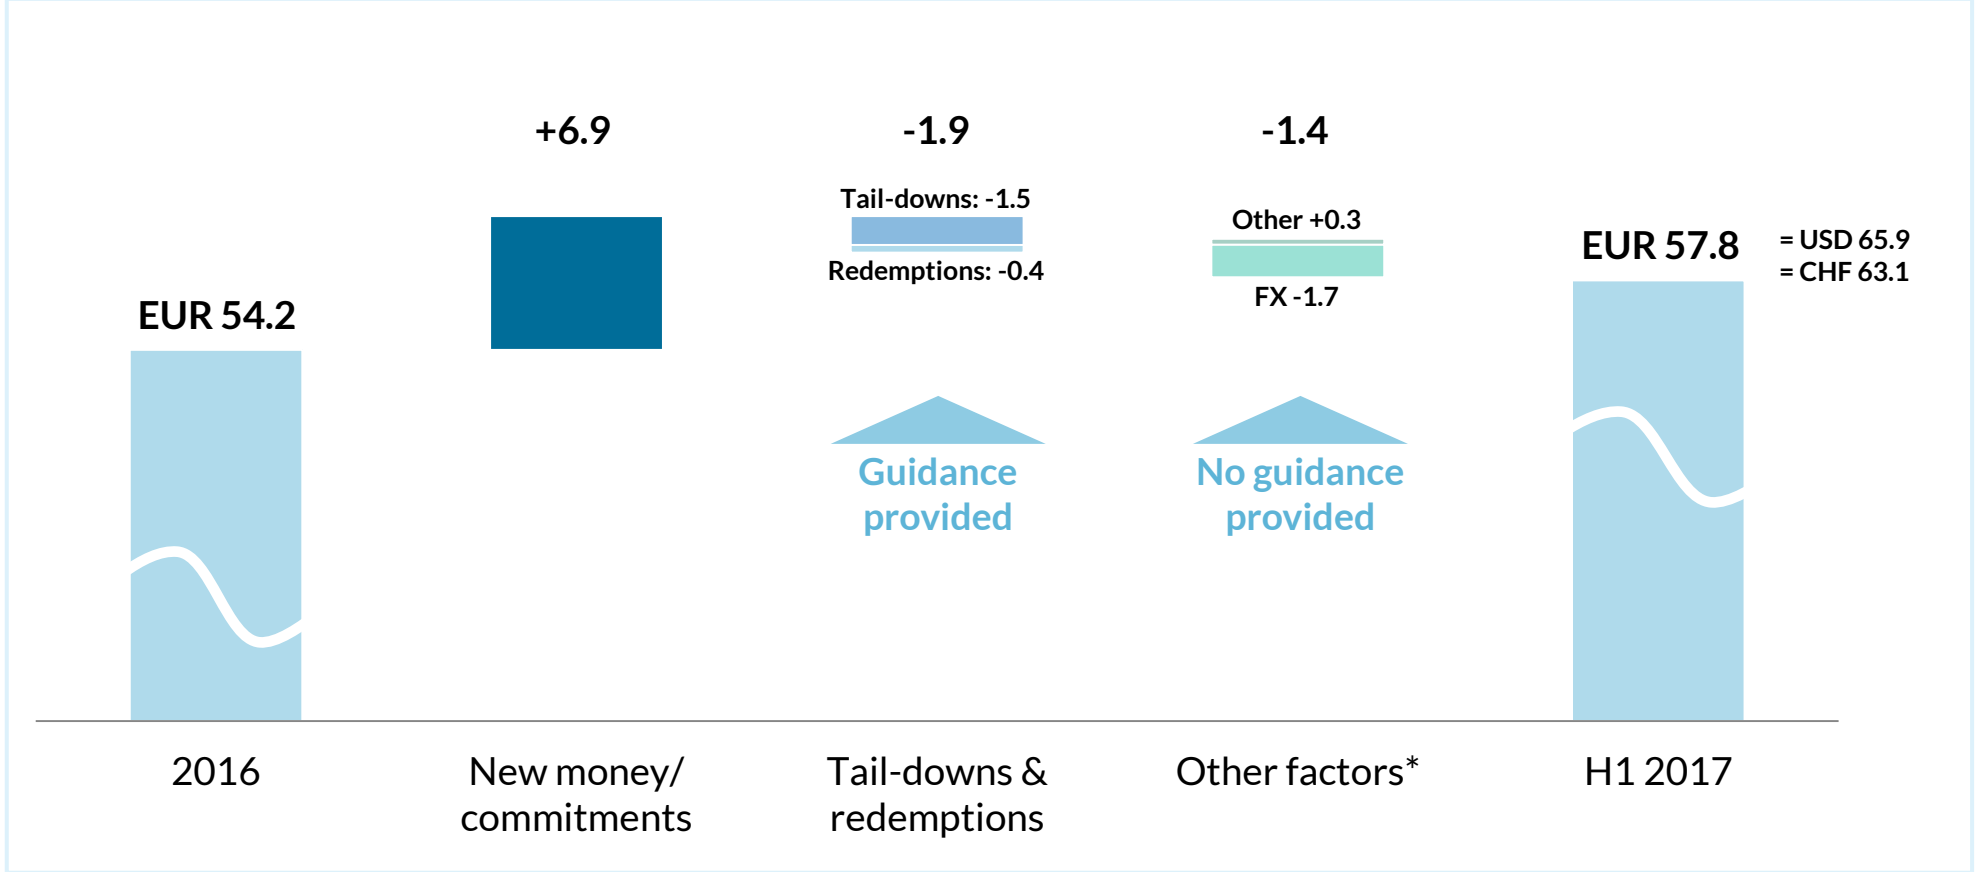 +6.9
-1.9
-1.4
Tail-downs: -1.5
Redemptions: -0.4
Other +0.3
FX -1.7
EUR 54.2
EUR 57.8
= USD 65.9
= CHF 63.1
Guidance
provided
No guidance
provided
2016
New money/
commitments
Tail-downs &
redemptions
Other factors*
H1 2017